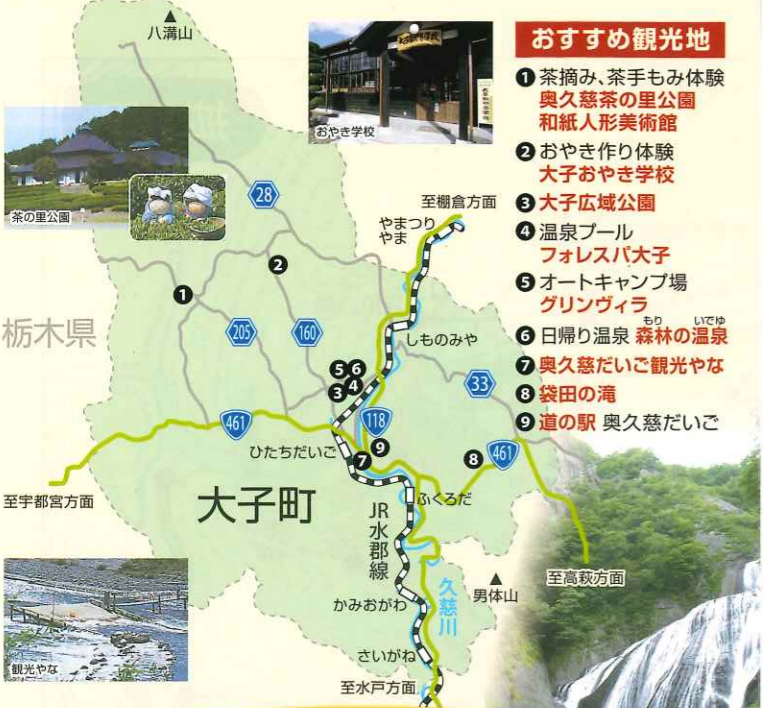 ▲
八溝山
大子おやき学校
おやき学校
茶の里公園
栃木県
28
205
160
461
118
33
461
至棚倉方面
やまつりやま
しものみや
ひたちだいご
ふくろだ
かみおがわ
さいがね
至宇都宮方面
大子町
JR水郡線
久慈川
▲
男体山
至高萩方面
至水戸方面
観光やな
1
2
5 6
3 4
7
9
8
おすすめ観光地
❶茶摘み、茶手もみ体験
奥久慈茶の里公園
和紙人形美術館
❷おやき作り体験
大子おやき学校
❸大子広域公園
❹温泉プール
フォレスパ大子
❺オートキャンプ場
グリンヴィラ
もり いでゆ
❻日帰り温泉 森林の温泉
❼奥久慈だいご観光やな
❽袋田の滝
❾道の駅 奥久慈だいご